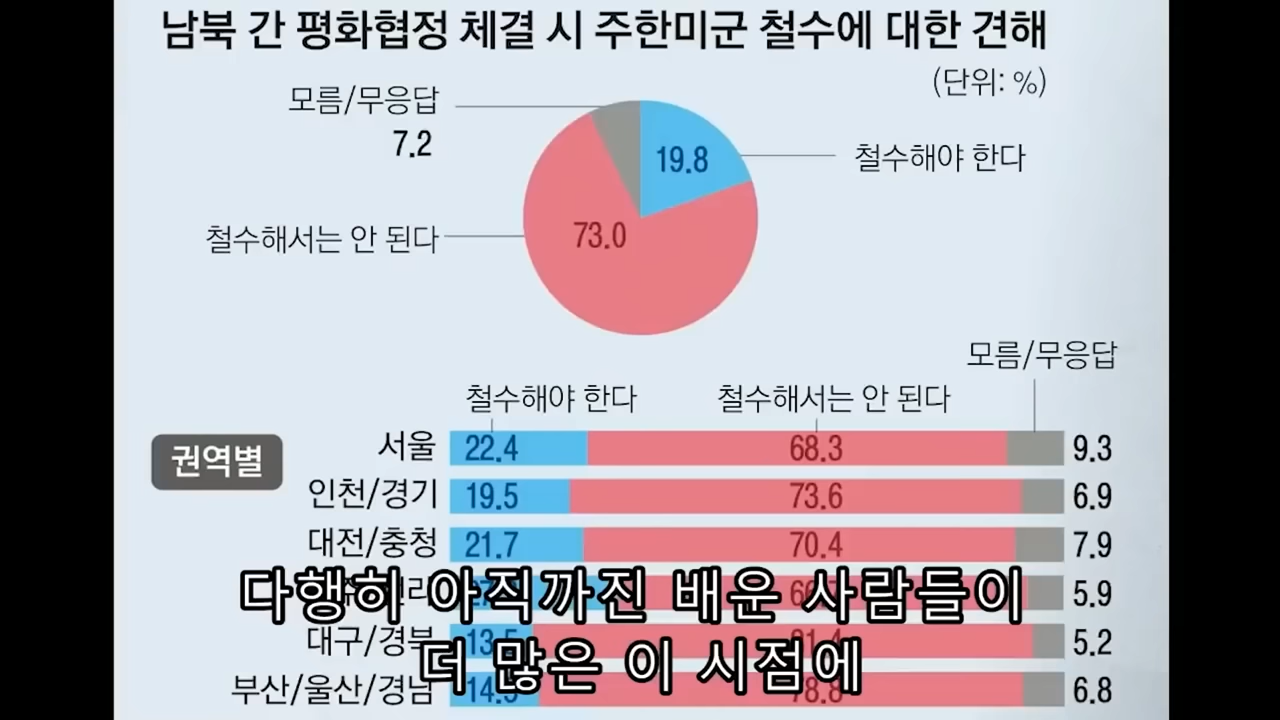 남북 간 평화협정 체결 시 주한미군 철수에 대한 견해
(단위: %)
모름/무응답
7.2
19.8
철수해야 한다
철수해서는 안 된다
73.0
모름/무응답
철수해야 한다
철수해서는 안 된다
권역별
서울 22.4 68.3 9.3
인천/경기 19.5 73.6 6.9
대전/충청 21.7 70.4 7.9
5.9
대구/경북 5.2
부산/울산/경남 6.8
다행히 아직까진 배운 사람들이
더 많은 이 시점에